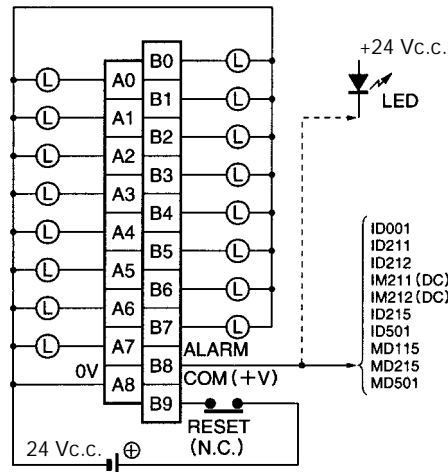 +24 Vc.c.
LED
B0
L
L
A0
B1
L
L
A1
B2
L
L
A2
B3
L
L
A3
B4
L
L
A4
B5
L
L
A5
B6
L
L
A6
B7
L
L
A7
ALARM
0V
B8
COM (+V)
A8
B9
RESET
(N.C.)
24 Vc.c.
⊕
ID001
ID211
ID212
IM211 (DC)
IM212 (DC)
ID215
ID501
MD115
MD215
MD501